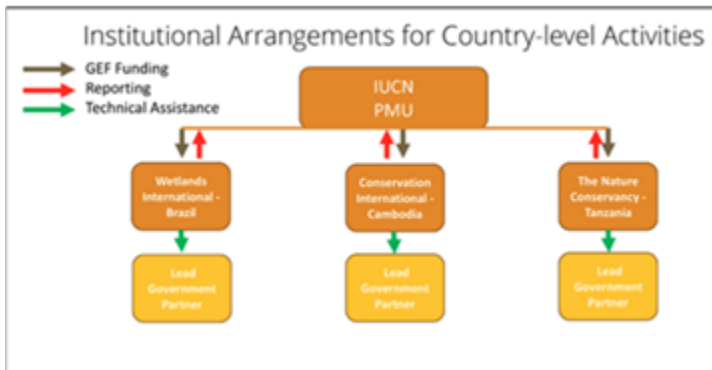 Institutional Arrangements for Country-level Activities
GEF Funding
Reporting
Technical Assistance
IUCN
PMU
Wetlands
International -
Brazil
Conservation
International -
Cambodia
The Nature
Conservancy -
Tanzania
Lead
Government
Partner
Lead
Government
Partner
Lead
Government
Partner